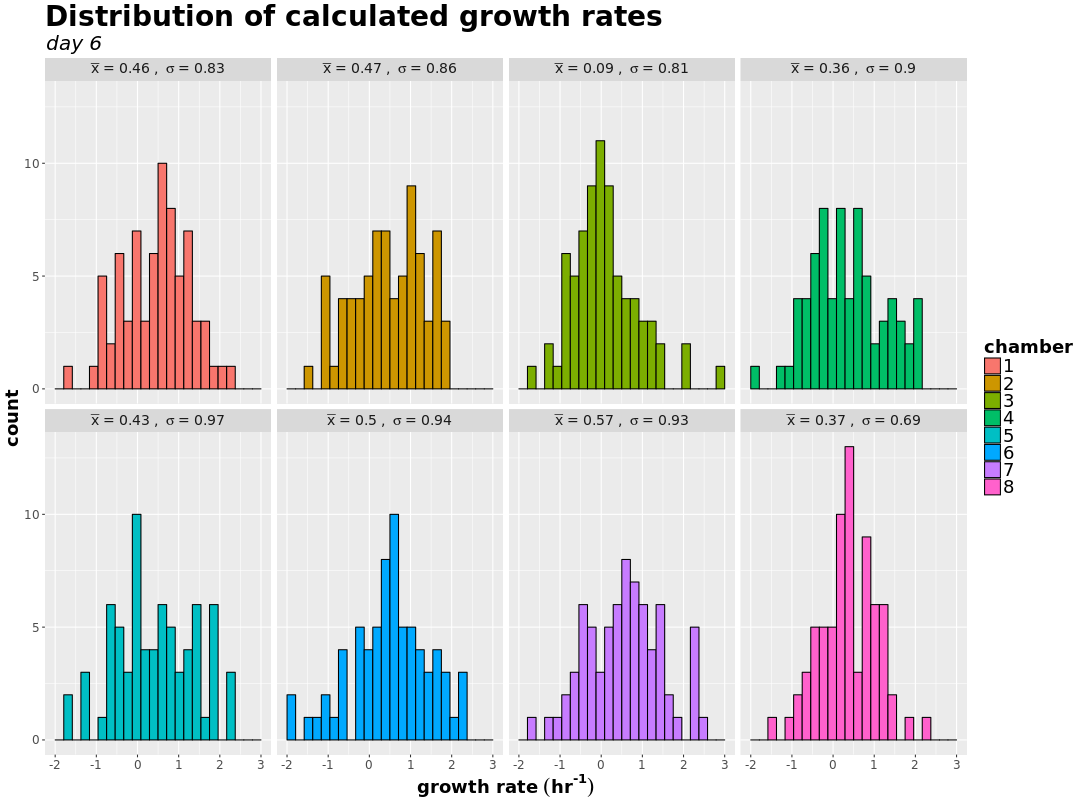 Distribution of calculated growth rates
day 6
x̅ = 0.46 , σ = 0.83
x̅ = 0.47 , σ = 0.86
x̅ = 0.09 , σ = 0.81
x̅ = 0.36 , σ = 0.9
10
5
0
x̅ = 0.43 , σ = 0.97
x̅ = 0.5 , σ = 0.94
x̅ = 0.57 , σ = 0.93
x̅ = 0.37 , σ = 0.69
10
5
0
-2 -1 0 1 2 3
-2 -1 0 1 2 3
-2 -1 0 1 2 3
-2 -1 0 1 2 3
count
growth rate (hr⁻¹)
chamber
1
2
3
4
5
6
7
8